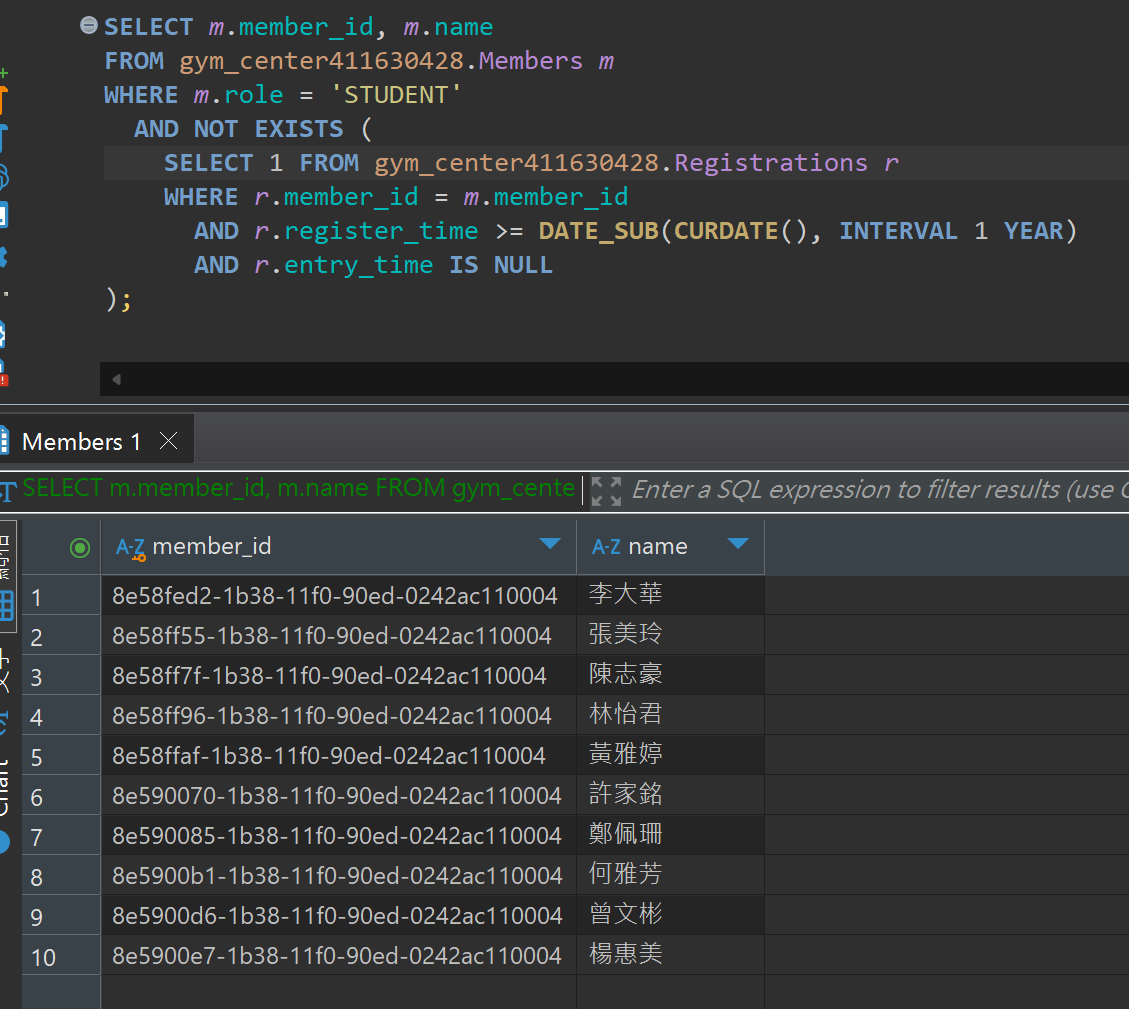 SELECT m.member_id, m.name
FROM gym_center411630428.Members m
WHERE m.role = 'STUDENT'
AND NOT EXISTS (
SELECT 1 FROM gym_center411630428.Registrations r
WHERE r.member_id = m.member_id
AND r.register_time >= DATE_SUB(CURDATE(), INTERVAL 1 YEAR)
AND r.entry_time IS NULL
);
Members 1
SELECT m.member_id, m.name FROM gym_cente
Enter a SQL expression to filter results (use
A-Z member_id A-Z name
1 8e58fed2-1b38-11f0-90ed-0242ac110004 李大華
2 8e58ff55-1b38-11f0-90ed-0242ac110004 張美玲
3 8e58ff7f-1b38-11f0-90ed-0242ac110004 陳志豪
4 8e58ff96-1b38-11f0-90ed-0242ac110004 林怡君
5 8e58ffaf-1b38-11f0-90ed-0242ac110004 黃雅婷
6 8e590070-1b38-11f0-90ed-0242ac110004 許家銘
7 8e590085-1b38-11f0-90ed-0242ac110004 鄭佩珊
8 8e5900b1-1b38-11f0-90ed-0242ac110004 何雅芳
9 8e5900d6-1b38-11f0-90ed-0242ac110004 曾文彬
10 8e5900e7-1b38-11f0-90ed-0242ac110004 楊惠美